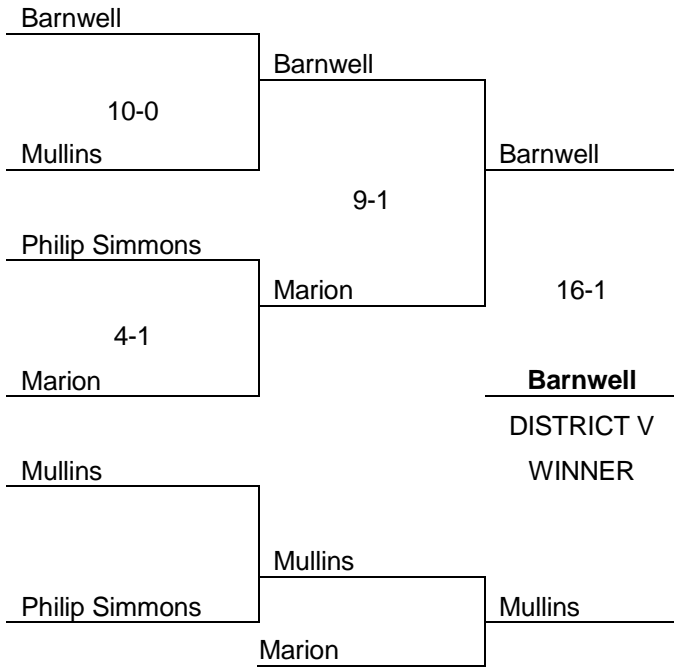 Barnwell
Barnwell
10-0
Mullins
Barnwell
9-1
Philip Simmons
Marion
16-1
4-1
Marion
Barnwell
DISTRICT V
WINNER
Mullins
Mullins
Philip Simmons
Mullins
Marion